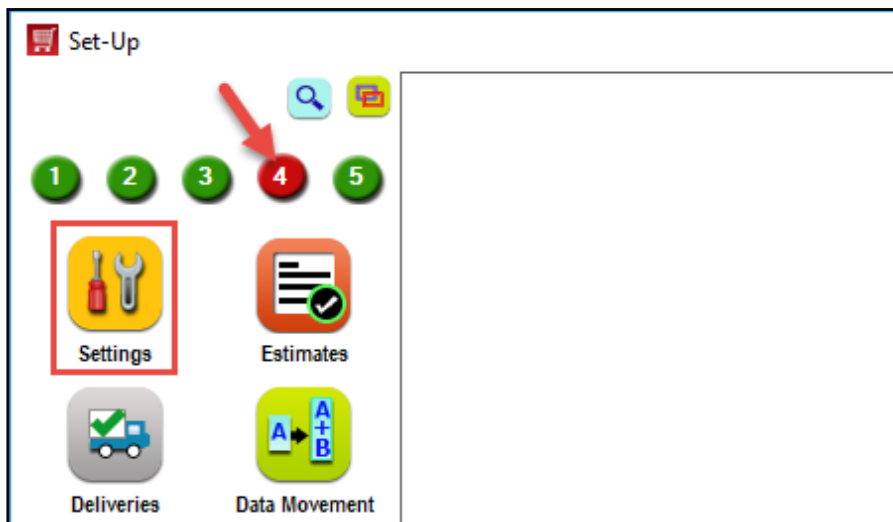 Set-Up
1 2 3 4 5
Settings Estimates
A A+B
Deliveries Data Movement